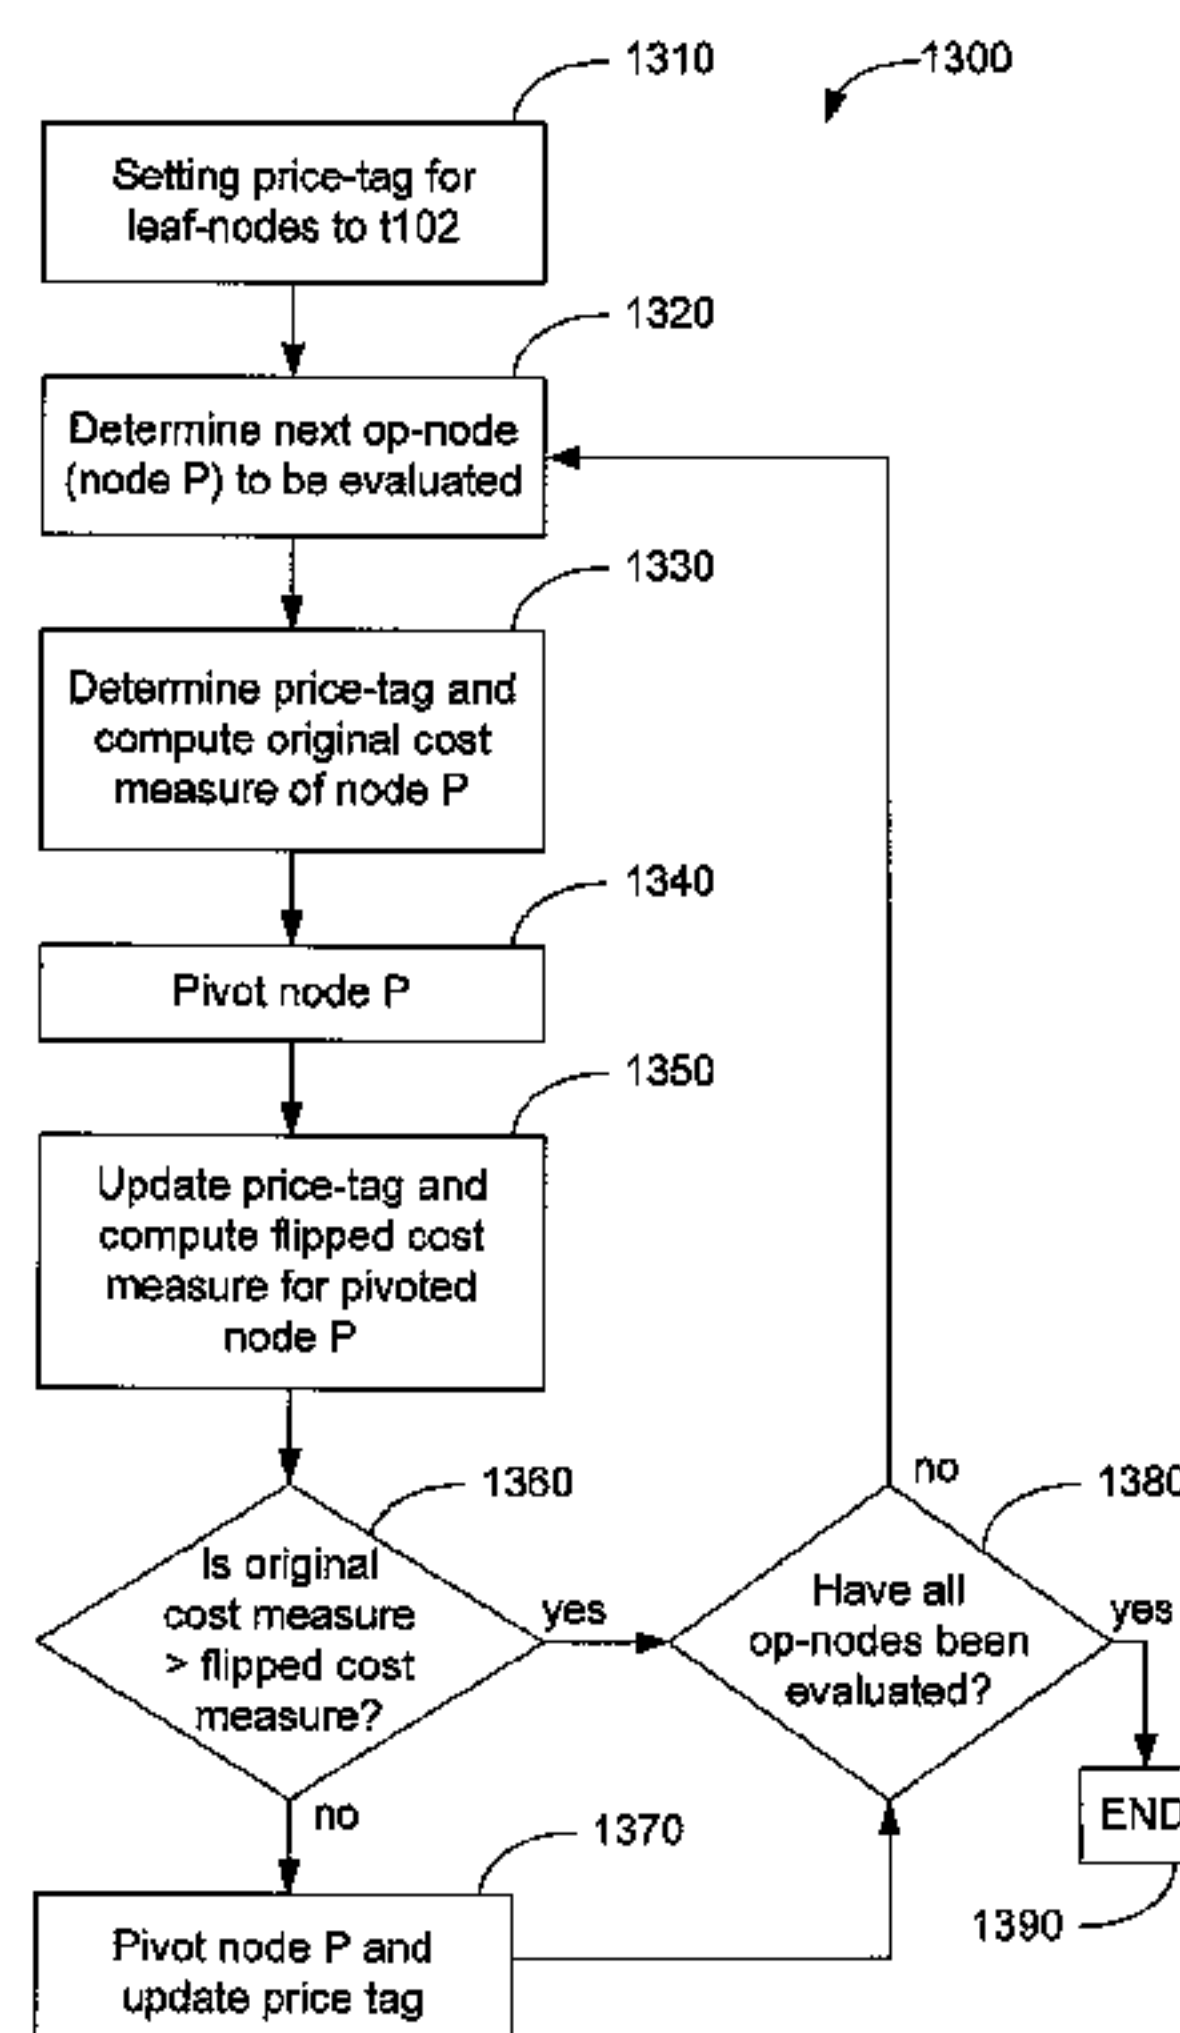 1310
1300
Setting price-tag for
leaf-nodes to t102
1320
Determine next op-node
(node P) to be evaluated
1330
Determine price-tag and
compute original cost
measure of node P
1340
Pivot node P
1350
Update price-tag and
compute flipped cost
measure for pivoted
node P
1360
no
1380
Is original
cost measure
> flipped cost
measure?
yes
Have all
op-nodes been
evaluated?
yes
no
1370
END
1390
Pivot node P and
update price tag